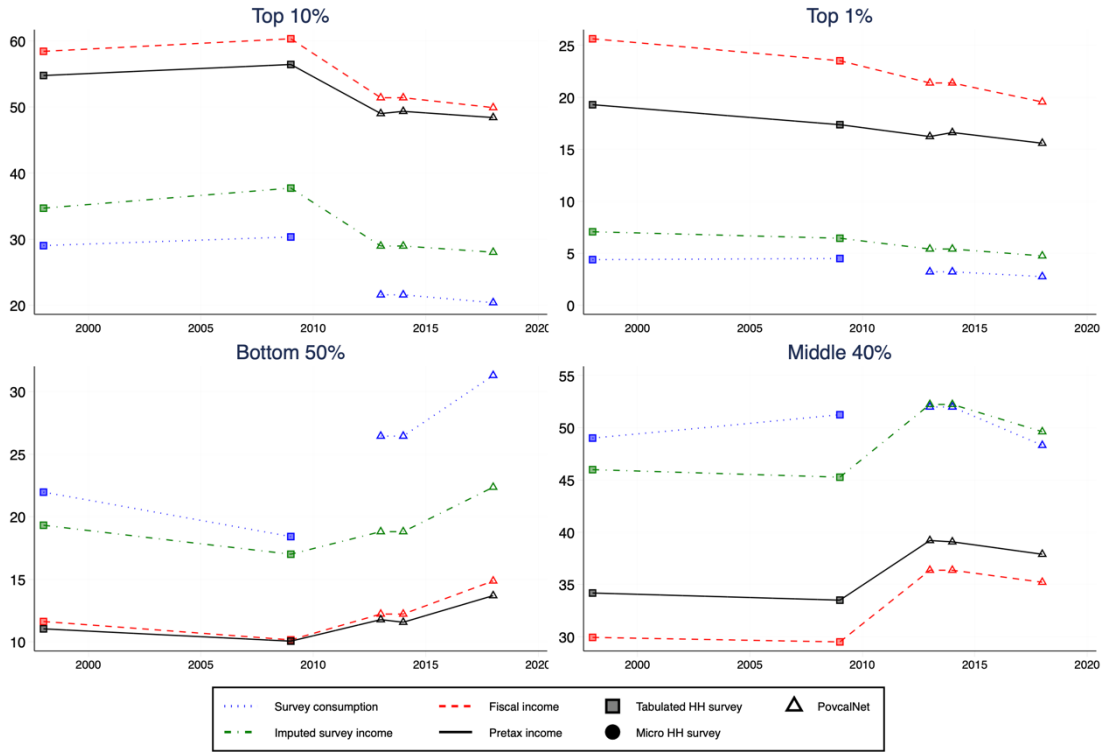 Top 10%
Top 1%
60
50
40
30
20
2000 2005 2010 2015 2020
25
20
15
10
5
0
2000 2005 2010 2015 2020
Bottom 50%
Middle 40%
30
25
20
15
10
2000 2005 2010 2015 2020
55
50
45
40
35
30
2000 2005 2010 2015 2020
Survey consumption Fiscal income Tabulated HH survey PovcalNet
Imputed survey income Pretax income Micro HH survey